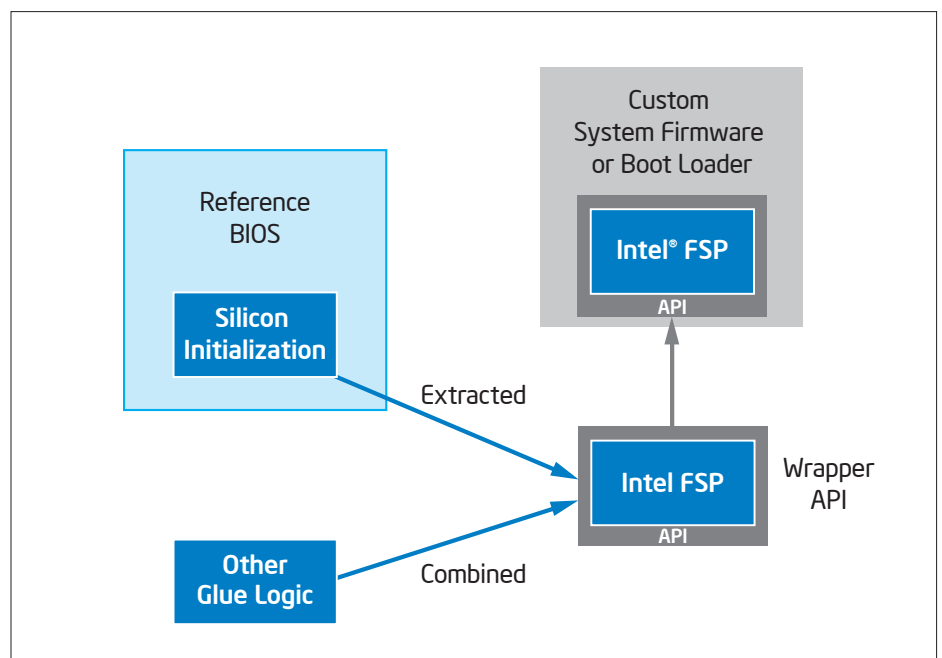 Custom
System Firmware
or Boot Loader
Intel® FSP
API
Reference
BIOS
Silicon
Initialization
Extracted
Intel FSP
API
Wrapper
API
Other
Glue Logic
Combined